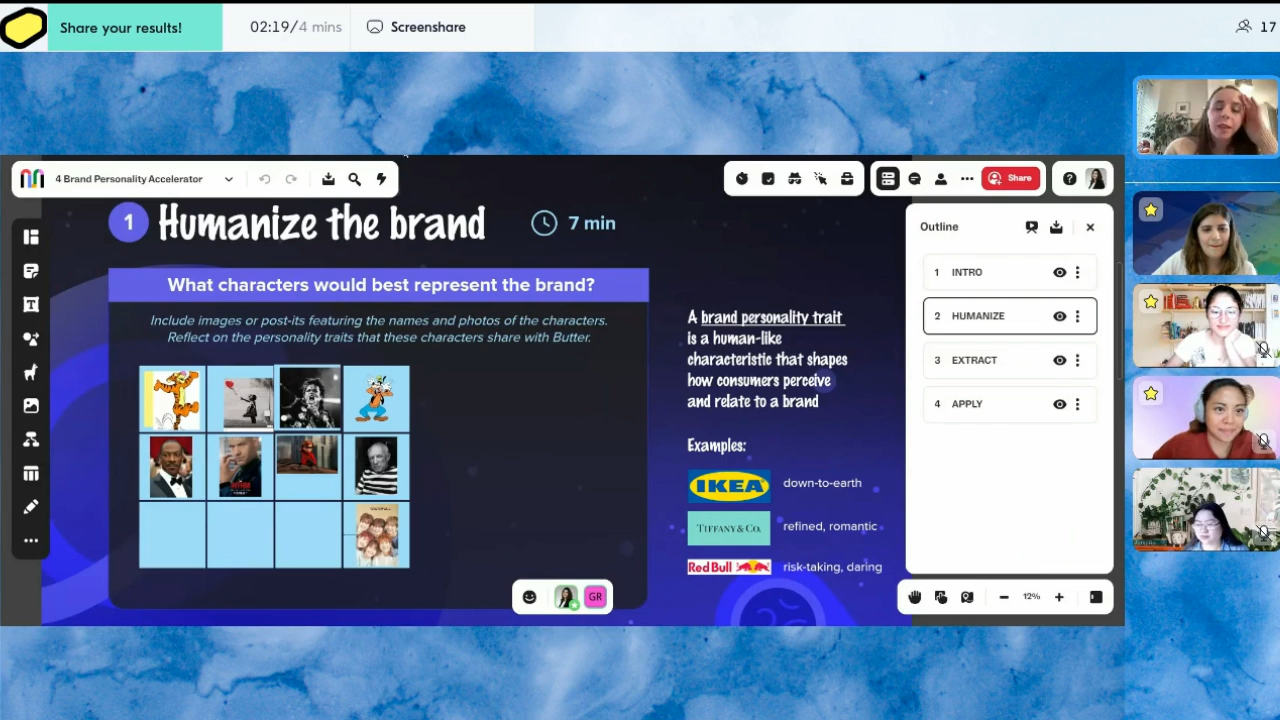 Share your results!
02:19/4 mins
Screenshare
17
4 Brand Personality Accelerator
Share
1 Humanize the brand
7 min
What characters would best represent the brand?
Include images or post-its featuring the names and photos of the characters.
Reflect on the personality traits that these characters share with Butter.
A brand personality trait
is a human-like
characteristic that shapes
how consumers perceive
and relate to a brand
Examples:
IKEA
down-to-earth
TIFFANY & CO.
refined, romantic
Red Bull
risk-taking, daring
Outline
1 INTRO
2 HUMANIZE
3 EXTRACT
4 APPLY
GR
12%